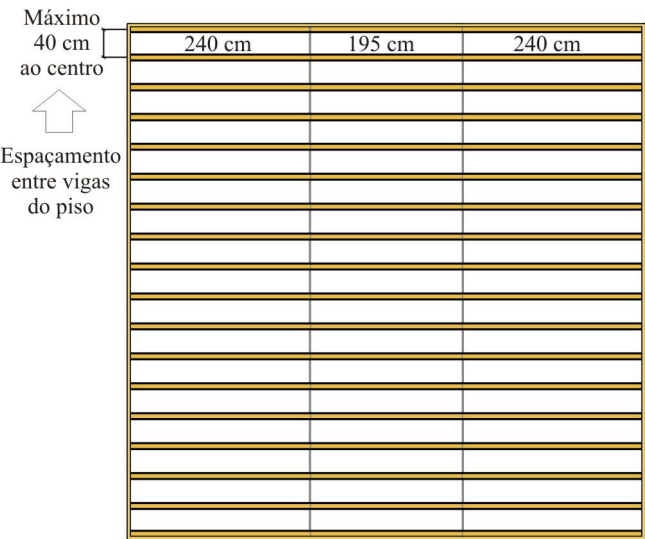 Máximo
40 cm
ao centro
240 cm 195 cm 240 cm
Espaçamento
entre vigas
do piso